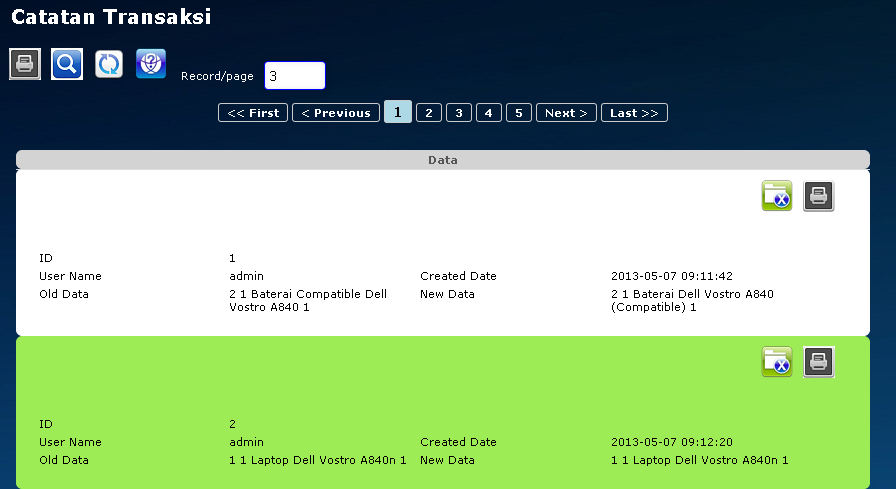 Catatan Transaksi
Record/page 3
<< First < Previous 1 2 3 4 5 Next > Last >>
Data
ID 1
User Name admin Created Date 2013-05-07 09:11:42
Old Data 2 1 Baterai Compatible Dell New Data 2 1 Baterai Dell Vostro A840
Vostro A840 1 (Compatible) 1
ID 2
User Name admin Created Date 2013-05-07 09:12:20
Old Data 1 1 Laptop Dell Vostro A840n 1 New Data 1 1 Laptop Dell Vostro A840n 1